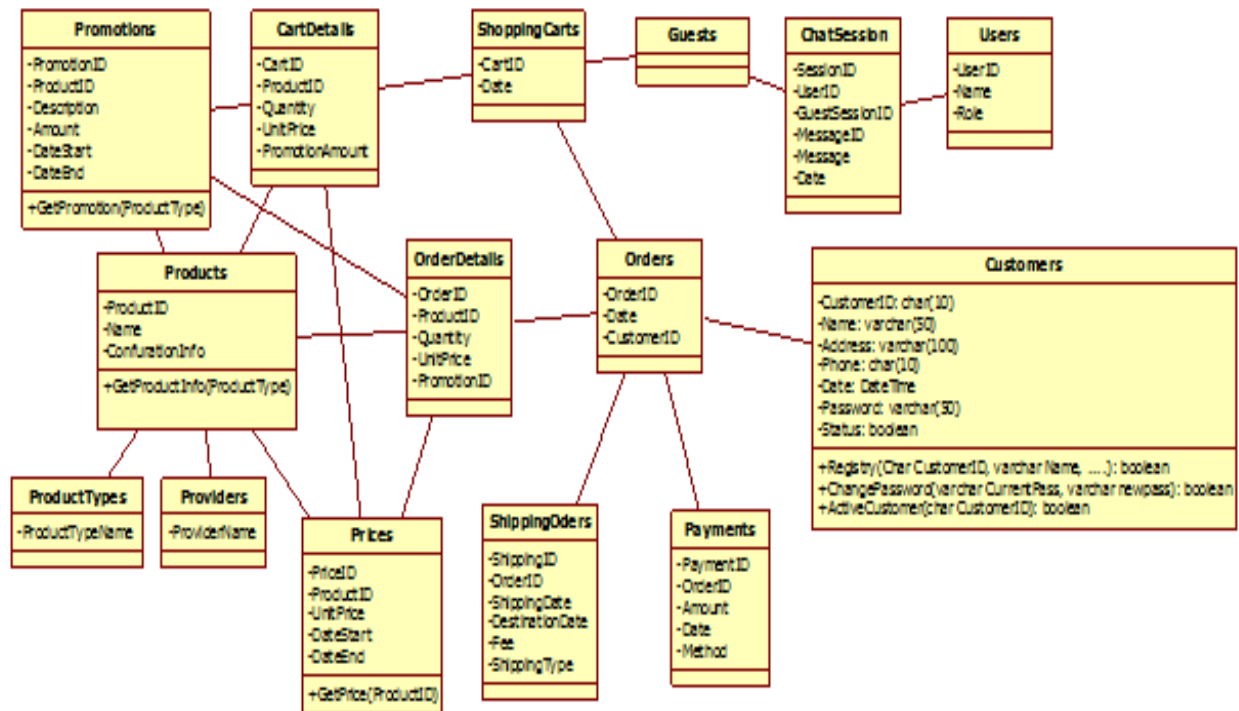 Promotions
-PromotionID
-ProductID
-Description
-Amount
-DateStart
-DateEnd
+GetPromotion(ProductType)
CartDetails
-CartID
-ProductID
-Quantity
-UnitPrice
-PromotionAmount
ShoppingCarts
-CartID
-Date
Guests
ChatSession
-SessionID
-UserID
-GuestSessionID
-MessageID
-Message
-Date
Users
-UserID
-Name
-Role
Products
-ProductID
-Name
-ConfurationInfo
+GetProductInfo(ProductType)
OrderDetails
-OrderID
-ProductID
-Quantity
-UnitPrice
-PromotionID
Orders
-OrderID
-Date
-CustomerID
Customers
-CustomerID: char(10)
-Name: varchar(50)
-Address: varchar(100)
-Phone: char(10)
-Date: DateTime
-Password: varchar(50)
-Status: boolean
+Registry(Char CustomerID, varchar Name, .....): boolean
+ChangePassword(varchar CurrentPass, varchar newpass): boolean
+ActiveCustomer(char CustomerID): boolean
ProductTypes
-ProductTypeName
Providers
-ProviderName
Prices
-PriceID
-ProductID
-UnitPrice
-DateStart
-DateEnd
+GetPrice(ProductID)
ShippingOders
-ShippingID
-OrderID
-ShippingDate
-DestinationDate
-Fee
-ShippingType
Payments
-PaymentID
-OrderID
-Amount
-Date
-Method